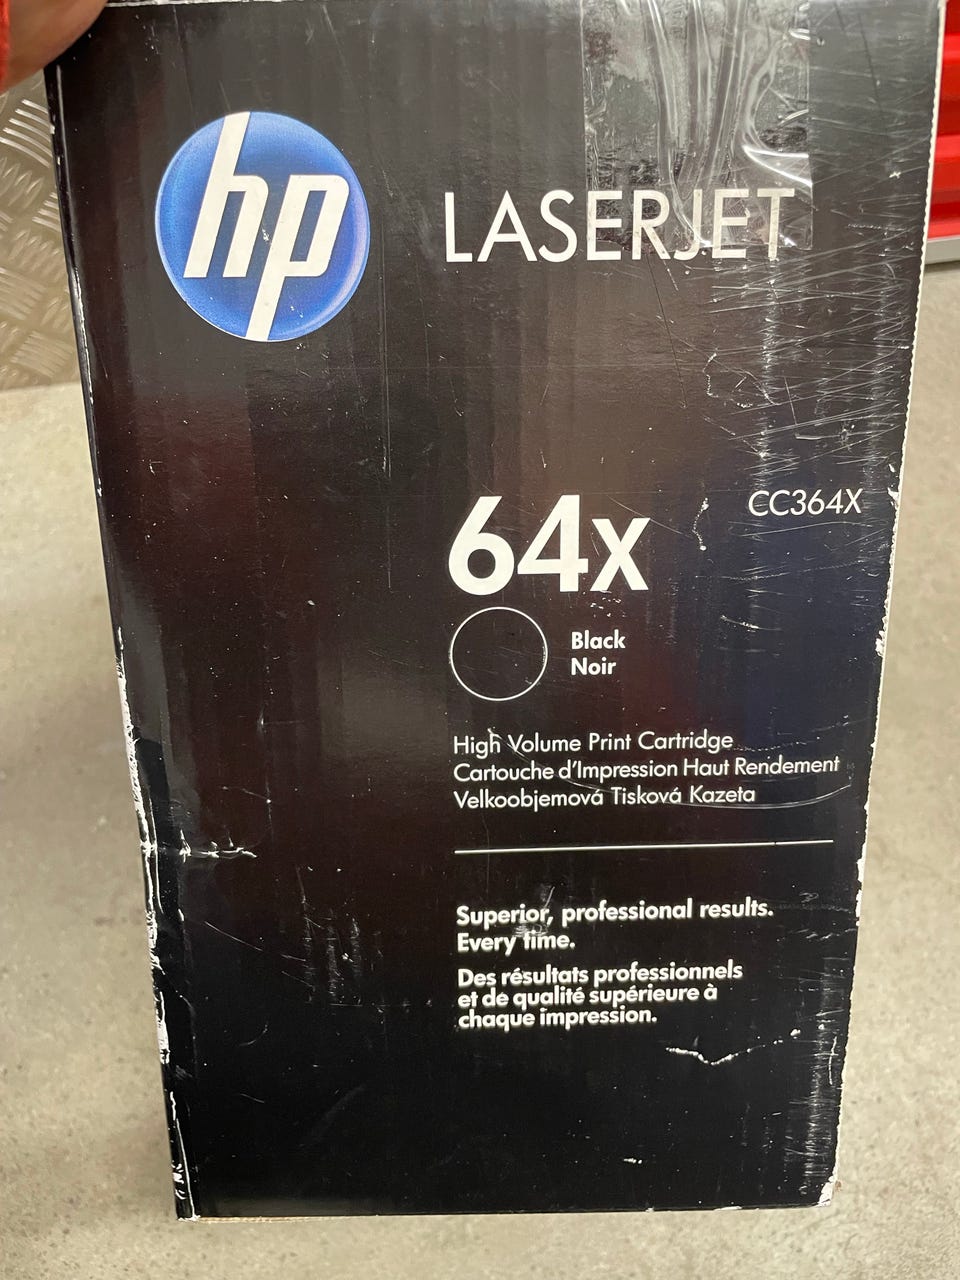 hp
LASERJET
64x
CC364X
Black
Noir
High Volume Print Cartridge
Cartouche d'Impression Haut Rendement
Velkoobjemová Tisková Kazeta
Superior, professional results.
Every time.
Des résultats professionnels
et de qualité supérieure à
chaque impression.